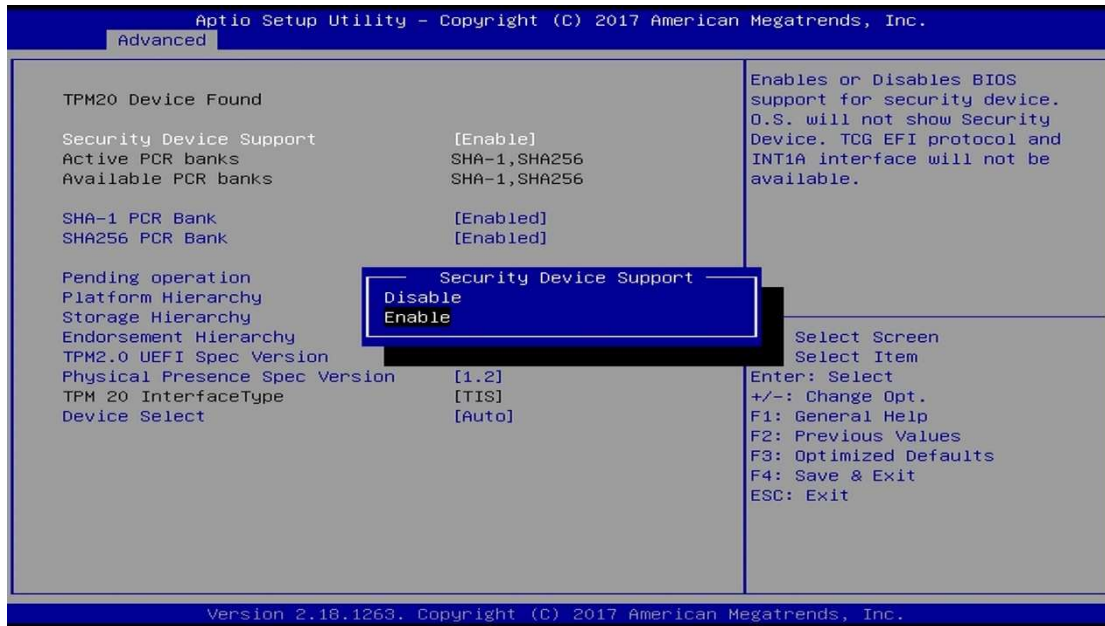 Aptio Setup Utility – Copyright (C) 2017 American Megatrends, Inc.
Advanced
TPM20 Device Found
Security Device Support [Enable]
Active PCR banks SHA-1,SHA256
Available PCR banks SHA-1,SHA256
SHA-1 PCR Bank [Enabled]
SHA256 PCR Bank [Enabled]
Pending operation
Platform Hierarchy
Storage Hierarchy
Endorsement Hierarchy
TPM2.0 UEFI Spec Version
Physical Presence Spec Version [1.2]
TPM 20 InterfaceType [TIS]
Device Select [Auto]
Security Device Support
Disable
Enable
Enables or Disables BIOS
support for security device.
O.S. will not show Security
Device. TCG EFI protocol and
INT1A interface will not be
available.
Select Screen
Select Item
Enter: Select
+/-: Change Opt.
F1: General Help
F2: Previous Values
F3: Optimized Defaults
F4: Save & Exit
ESC: Exit
Version 2.18.1263. Copyright (C) 2017 American Megatrends, Inc.